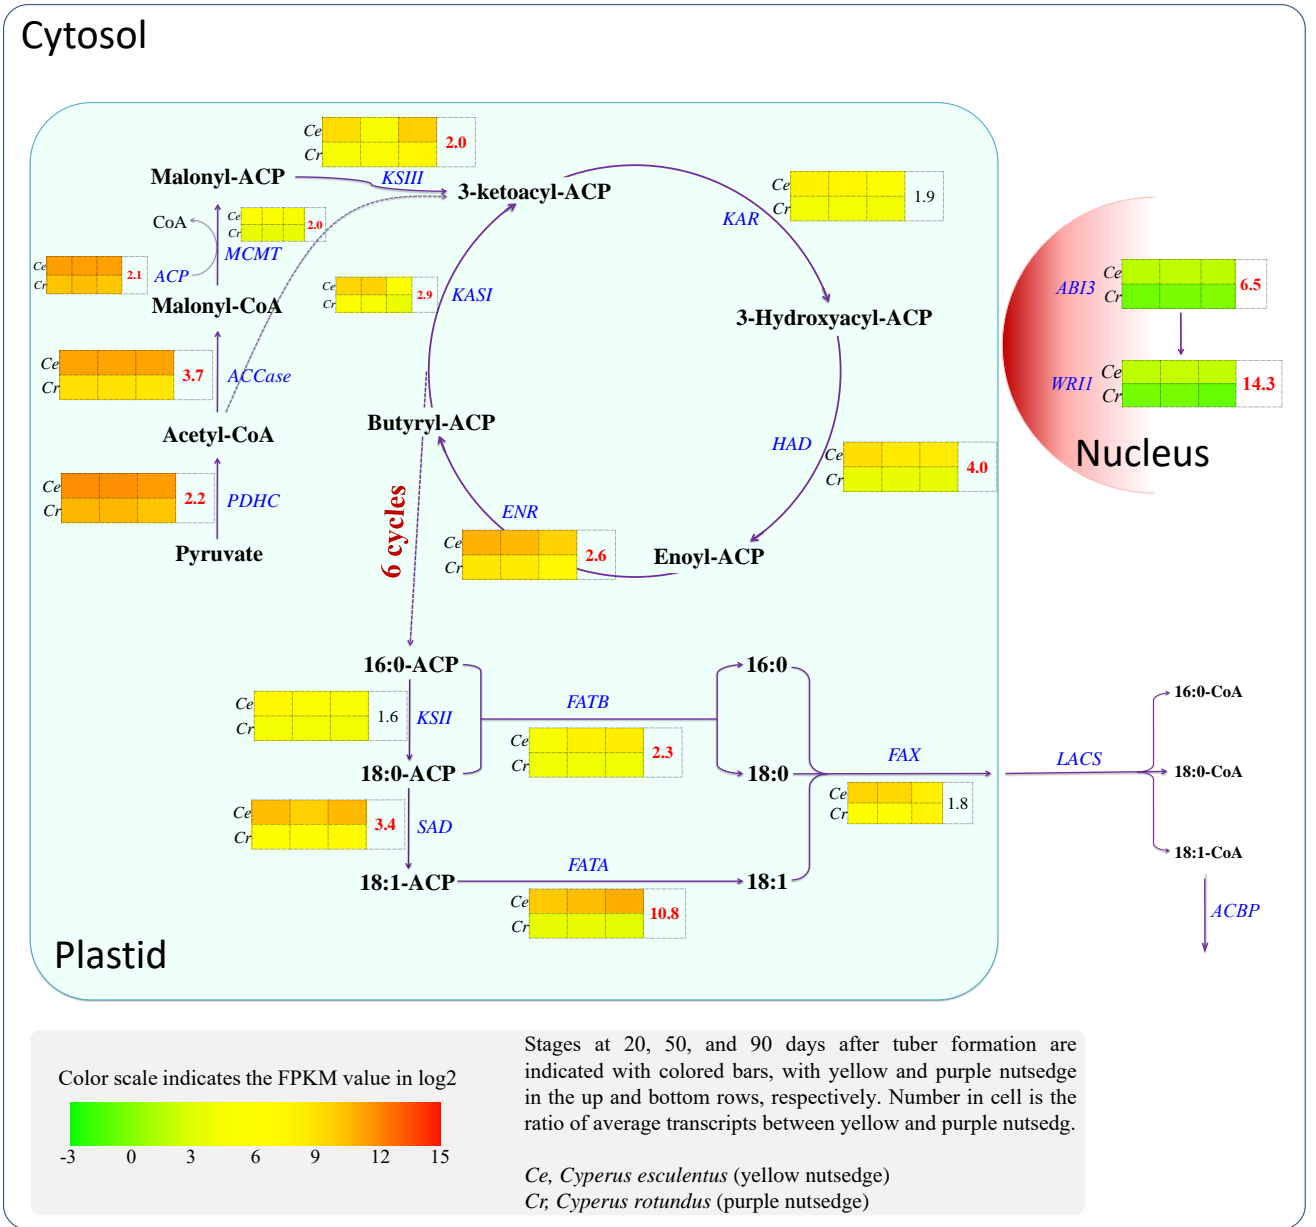 Cytosol
Ce
Cr
2.0
Malonyl-ACP
KSIII
3-ketoacyl-ACP
Ce
Cr
1.9
KAR
CoA
Ce
Cr
2.0
MCMT
Ce
Cr
2.1
ACP
Malonyl-CoA
Ce
Cr
2.9
KASI
3-Hydroxyacyl-ACP
ABI3
Ce
Cr
6.5
WRI1
Ce
Cr
14.3
Nucleus
Ce
Cr
3.7
ACCase
Acetyl-CoA
Butyryl-ACP
HAD
Ce
Cr
4.0
Ce
Cr
2.2
PDHC
Pyruvate
6 cycles
ENR
Ce
Cr
2.6
Enoyl-ACP
16:0-ACP
16:0
Ce
Cr
1.6
KSII
FATB
Ce
Cr
2.3
18:0-ACP
18:0
FAX
Ce
Cr
1.8
LACS
16:0-CoA
18:0-CoA
18:1-CoA
ACBP
Ce
Cr
3.4
SAD
18:1-ACP
FATA
18:1
Ce
Cr
10.8
Plastid
Color scale indicates the FPKM value in log2
-3 0 3 6 9 12 15
Stages at 20, 50, and 90 days after tuber formation are
indicated with colored bars, with yellow and purple nutsedge
in the up and bottom rows, respectively. Number in cell is the
ratio of average transcripts between yellow and purple nutsedg.
Ce, Cyperus esculentus (yellow nutsedge)
Cr, Cyperus rotundus (purple nutsedge)